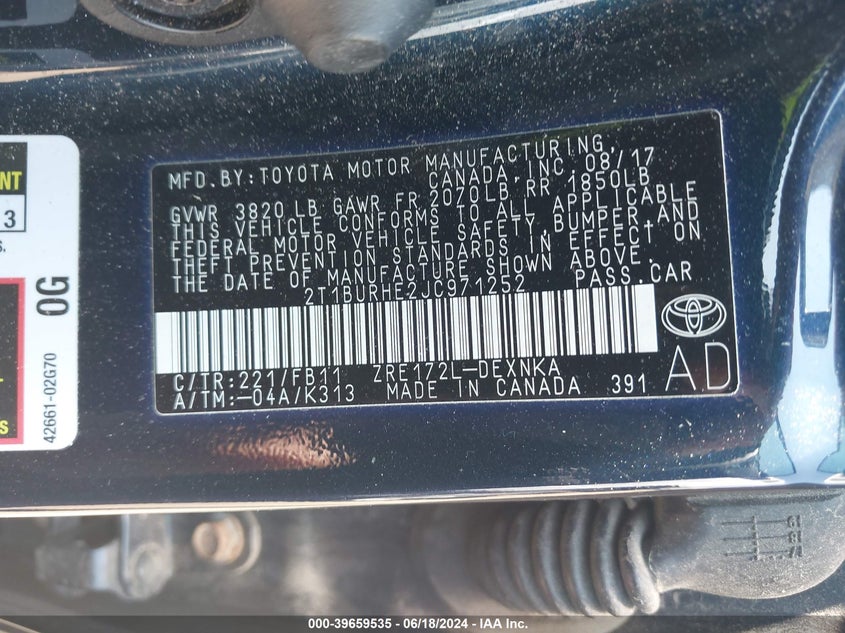 MFD.BY:TOYOTA MOTOR MANUFACTURING,
CANADA, INC. 08/17
GVWR 3820 LB GAWR FR 2070LB RR 1850LB
THIS VEHICLE CONFORMS TO ALL APPLICABLE
FEDERAL MOTOR VEHICLE SAFETY,BUMPER,AND
THEFT PREVENTION STANDARDS IN EFFECT ON
THE DATE OF MANUFACTURE SHOWN ABOVE.
2T1BURHE2JC971252 PASS.CAR
C/TR:221/FB11 ZRE172L-DEXNKA
A/TM:-04A/K313 MADE IN CANADA 391
AD
NT
3
S.
OG
42661-02G70
S
000-39659535 - 06/18/2024 - IAA Inc.